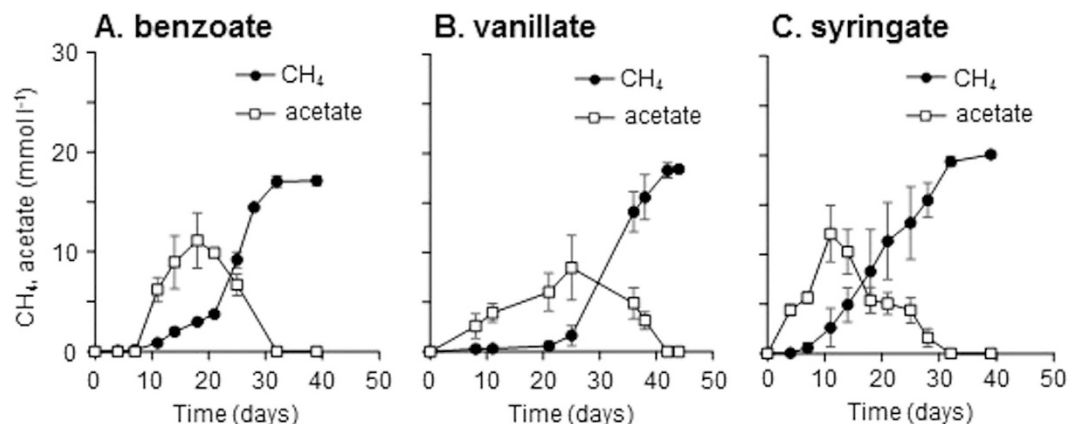 A. benzoate
B. vanillate
C. syringate
CH₄, acetate (mmol l⁻¹)
30
20
10
0
CH₄
acetate
0 10 20 30 40 50
Time (days)
CH₄
acetate
0 10 20 30 40 50
Time (days)
CH₄
acetate
0 10 20 30 40 50
Time (days)